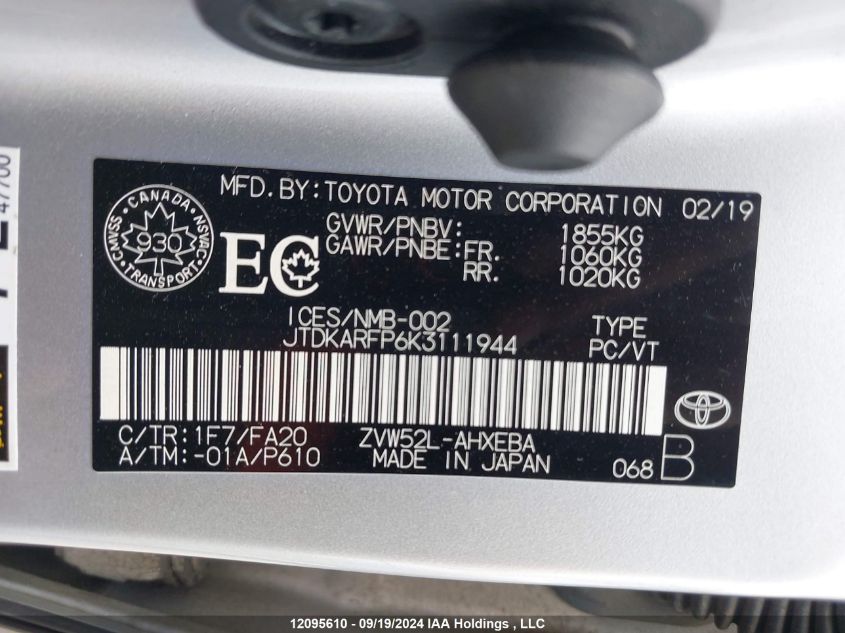 MFD. BY: TOYOTA MOTOR CORPORATION 02/19
CANADA
CMVSS NSVAC
930
TRANSPORT
EC
GVWR/PNBV: 1855KG
GAWR/PNBE: FR. 1060KG
RR. 1020KG
ICES/NMB-002
JTDKARFP6K3111944
TYPE
PC/VT
C/TR: 1F7/FA20 ZVW52L-AHXEBA
A/TM: -01A/P610 MADE IN JAPAN
068 B
12095610 - 09/19/2024 IAA Holdings , LLC